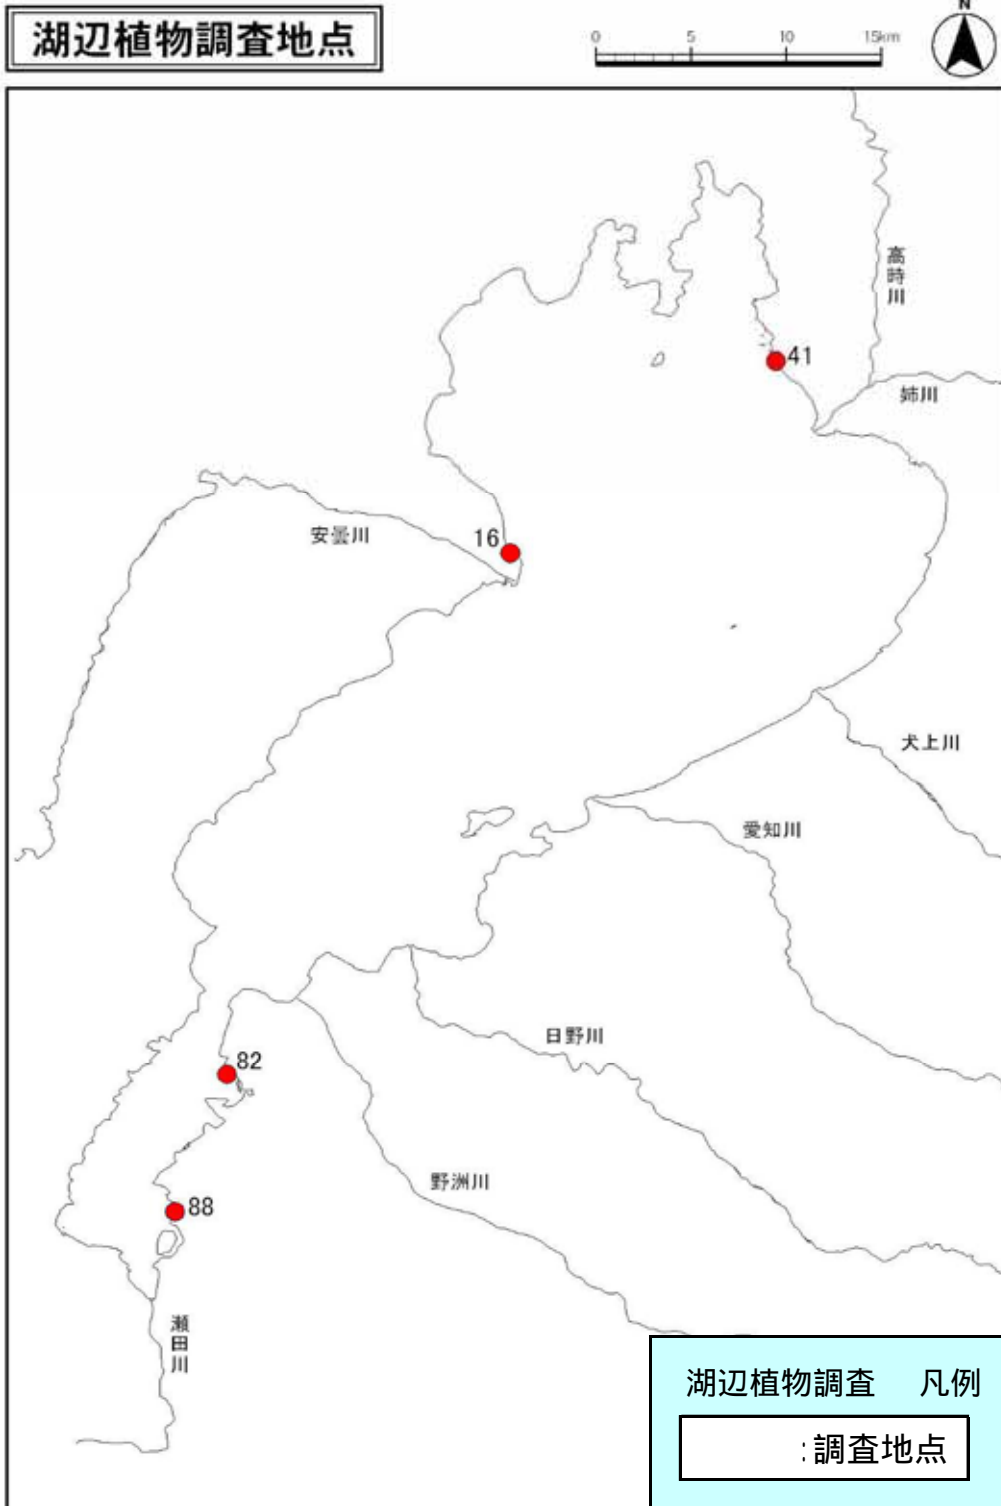 湖辺植物調査地点
0 5 10 15km
N
高時川
41
姉川
安曇川
16
犬上川
愛知川
日野川
82
野洲川
88
瀬田川
湖辺植物調査 凡例
:調査地点